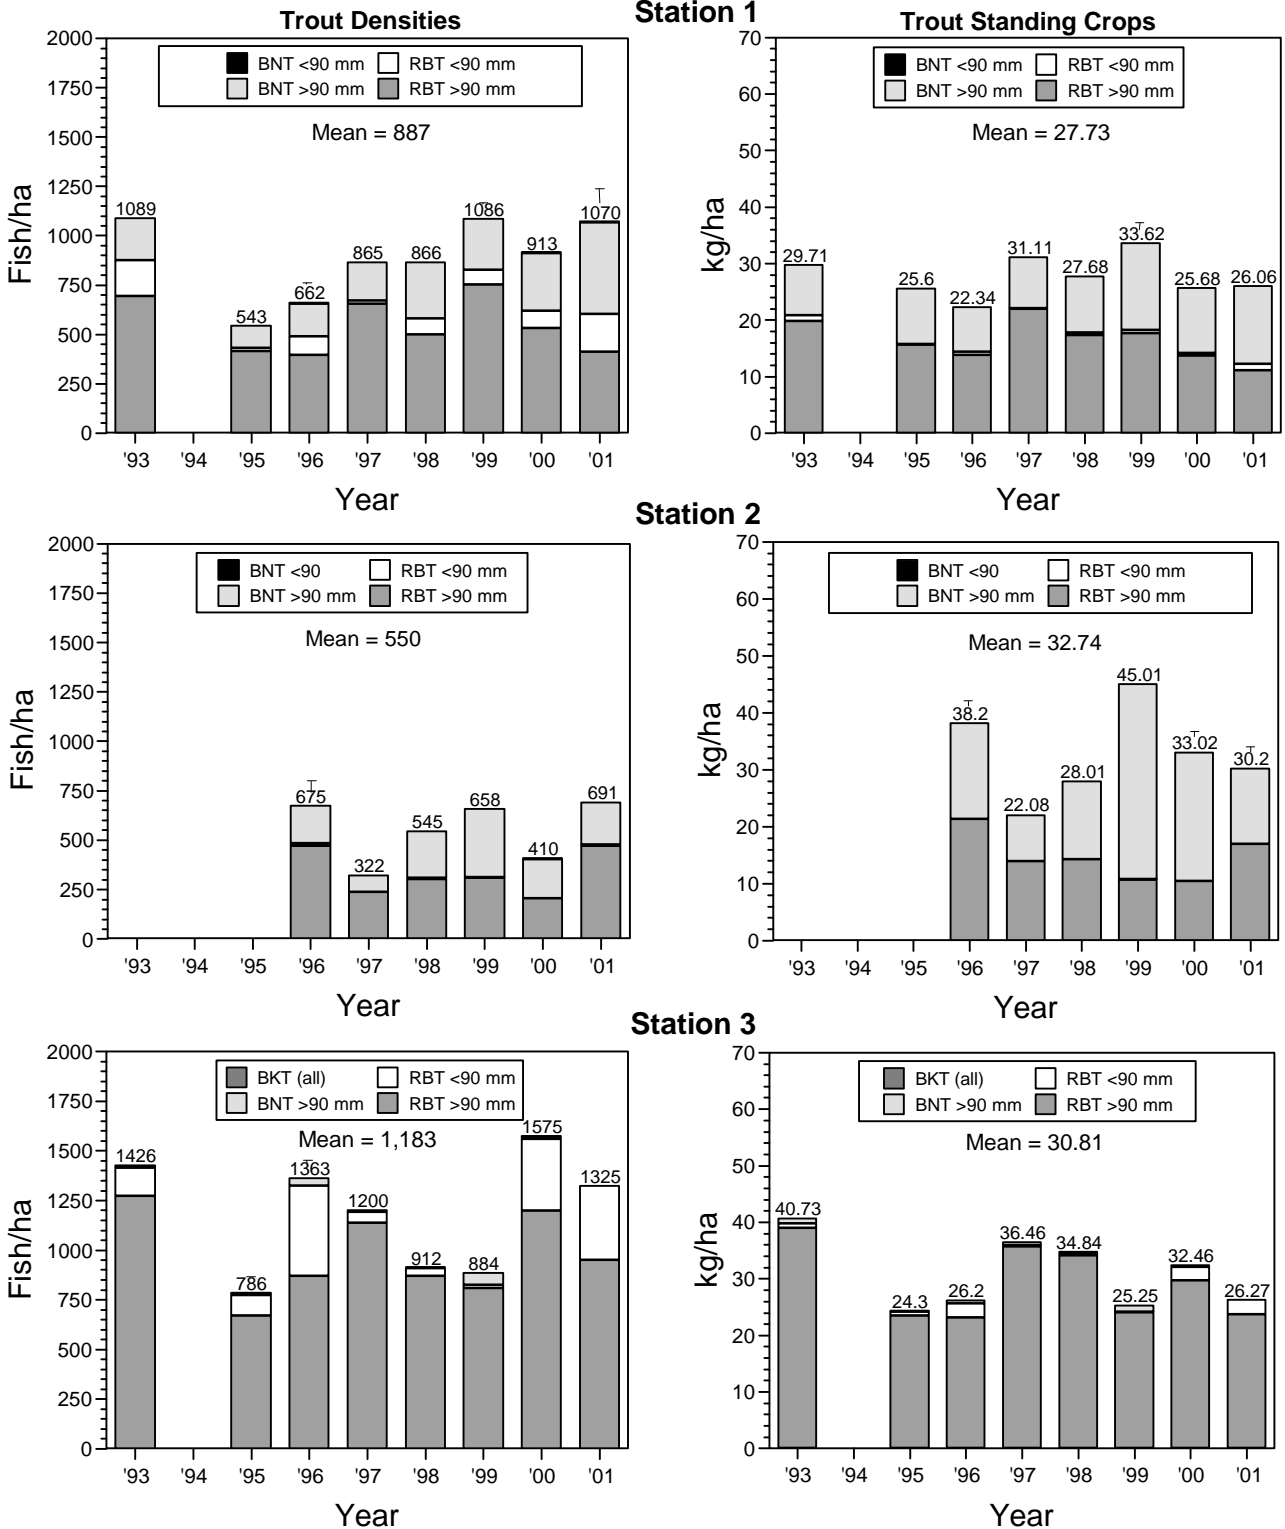 Station 1
Trout Densities
2000
1750
1500
1250
1000
750
500
250
0
Fish/ha
BNT <90 mm RBT <90 mm
BNT >90 mm RBT >90 mm
Mean = 887
1089
543
662
865
866
1086
913
1070
'93 '94 '95 '96 '97 '98 '99 '00 '01
Year
Trout Standing Crops
70
60
50
40
30
20
10
0
kg/ha
BNT <90 mm RBT <90 mm
BNT >90 mm RBT >90 mm
Mean = 27.73
29.71
25.6
22.34
31.11
27.68
33.62
25.68
26.06
'93 '94 '95 '96 '97 '98 '99 '00 '01
Year
Station 2
2000
1750
1500
1250
1000
750
500
250
0
Fish/ha
BNT <90 RBT <90 mm
BNT >90 mm RBT >90 mm
Mean = 550
675
322
545
658
410
691
'93 '94 '95 '96 '97 '98 '99 '00 '01
Year
70
60
50
40
30
20
10
0
kg/ha
BNT <90 RBT <90 mm
BNT >90 mm RBT >90 mm
Mean = 32.74
38.2
22.08
28.01
45.01
33.02
30.2
'93 '94 '95 '96 '97 '98 '99 '00 '01
Year
Station 3
2000
1750
1500
1250
1000
750
500
250
0
Fish/ha
BKT (all) RBT <90 mm
BNT >90 mm RBT >90 mm
Mean = 1,183
1426
786
1363
1200
912
884
1575
1325
'93 '94 '95 '96 '97 '98 '99 '00 '01
Year
70
60
50
40
30
20
10
0
kg/ha
BKT (all) RBT <90 mm
BNT >90 mm RBT >90 mm
Mean = 30.81
40.73
24.3
26.2
36.46
34.84
25.25
32.46
26.27
'93 '94 '95 '96 '97 '98 '99 '00 '01
Year